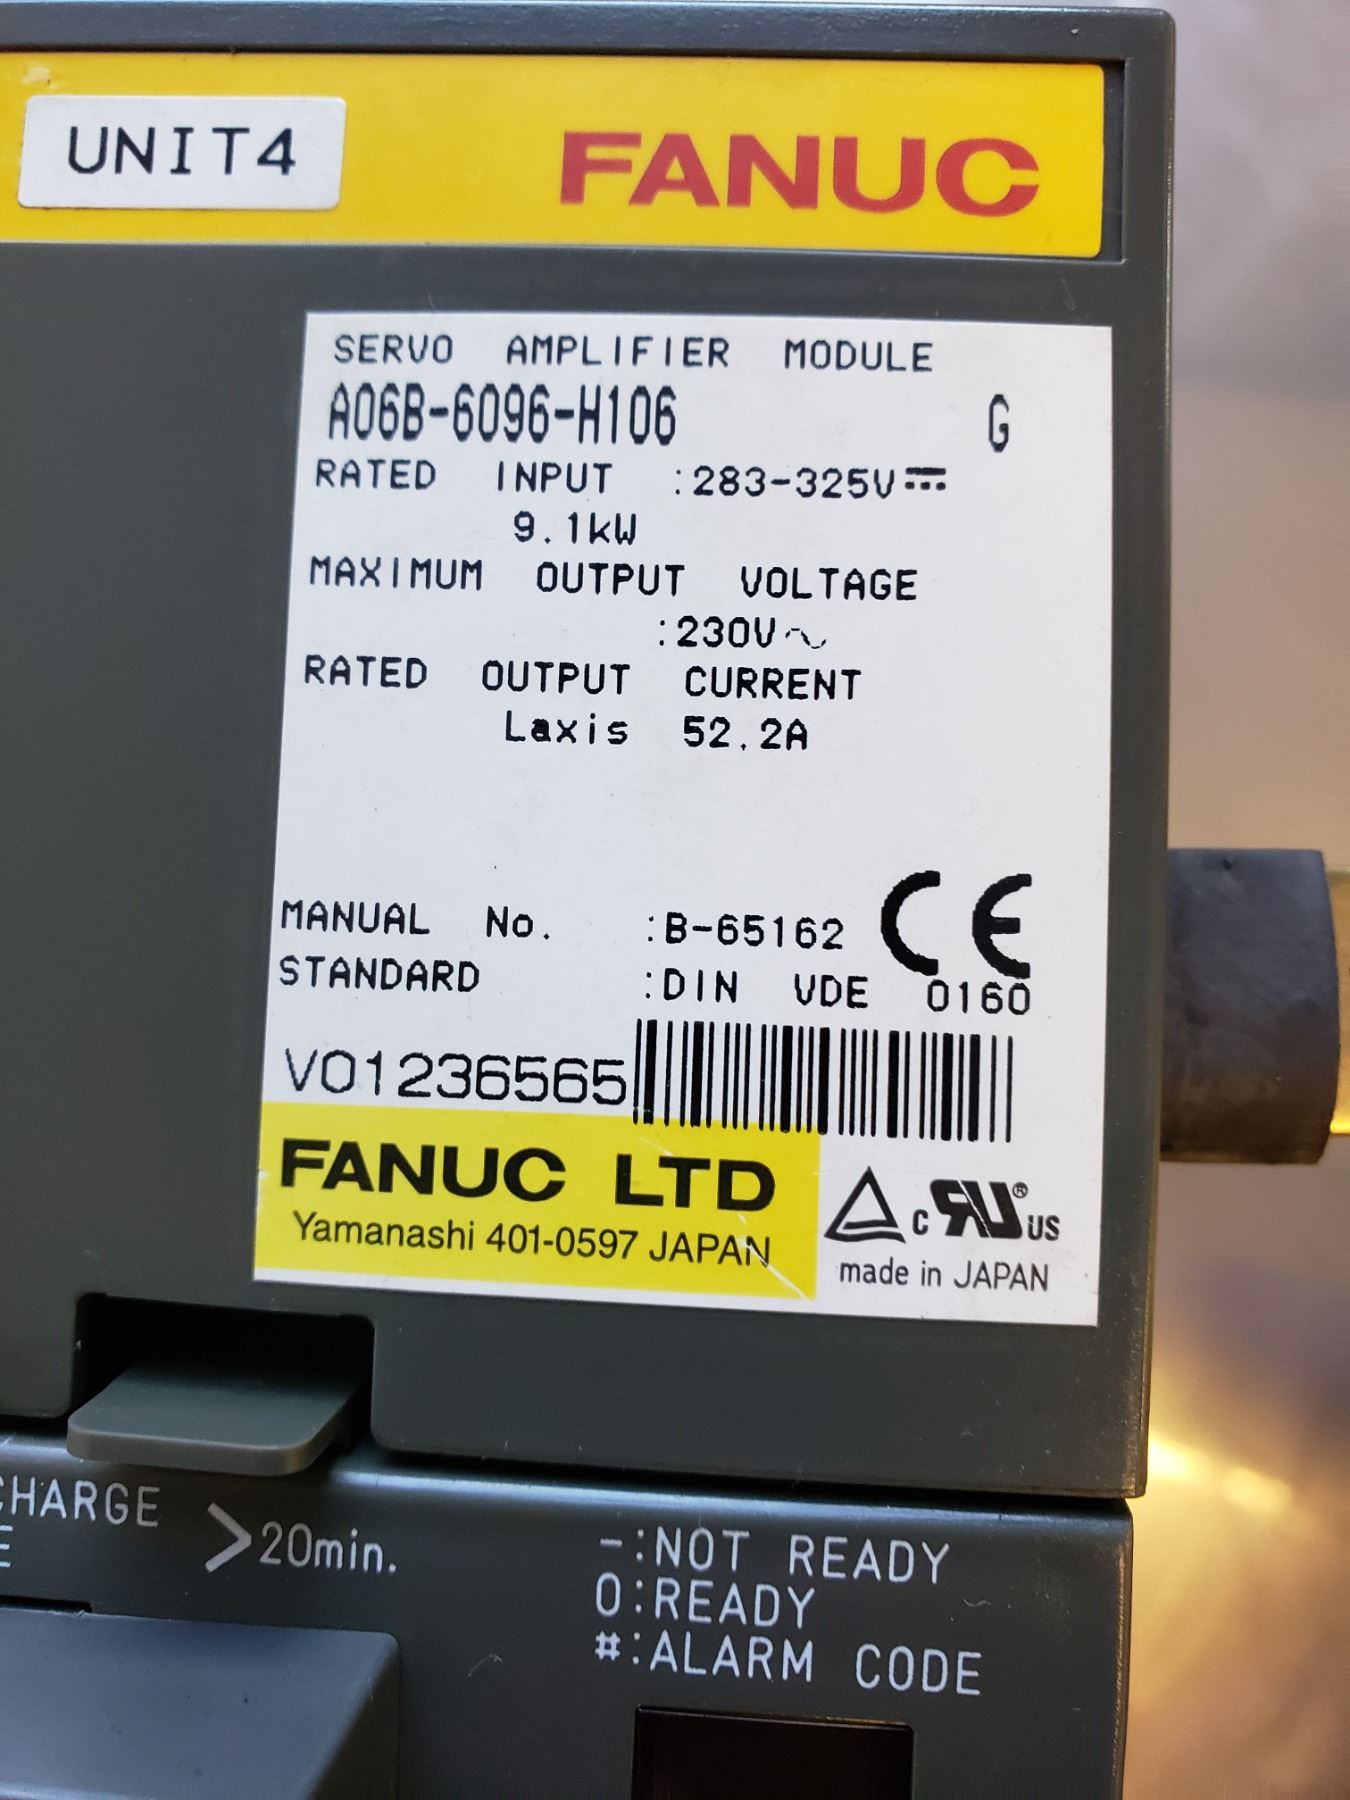 UNIT4
FANUC
SERVO AMPLIFIER MODULE
A06B-6096-H106 G
RATED INPUT :283-325V⎓
9.1kW
MAXIMUM OUTPUT VOLTAGE
:230V∿
RATED OUTPUT CURRENT
Laxis 52.2A
MANUAL No. :B-65162 CE
STANDARD :DIN VDE 0160
V01236565
FANUC LTD
Yamanashi 401-0597 JAPAN
c RU ® US
made in JAPAN
CHARGE
E
>20min.
-:NOT READY
0:READY
#:ALARM CODE